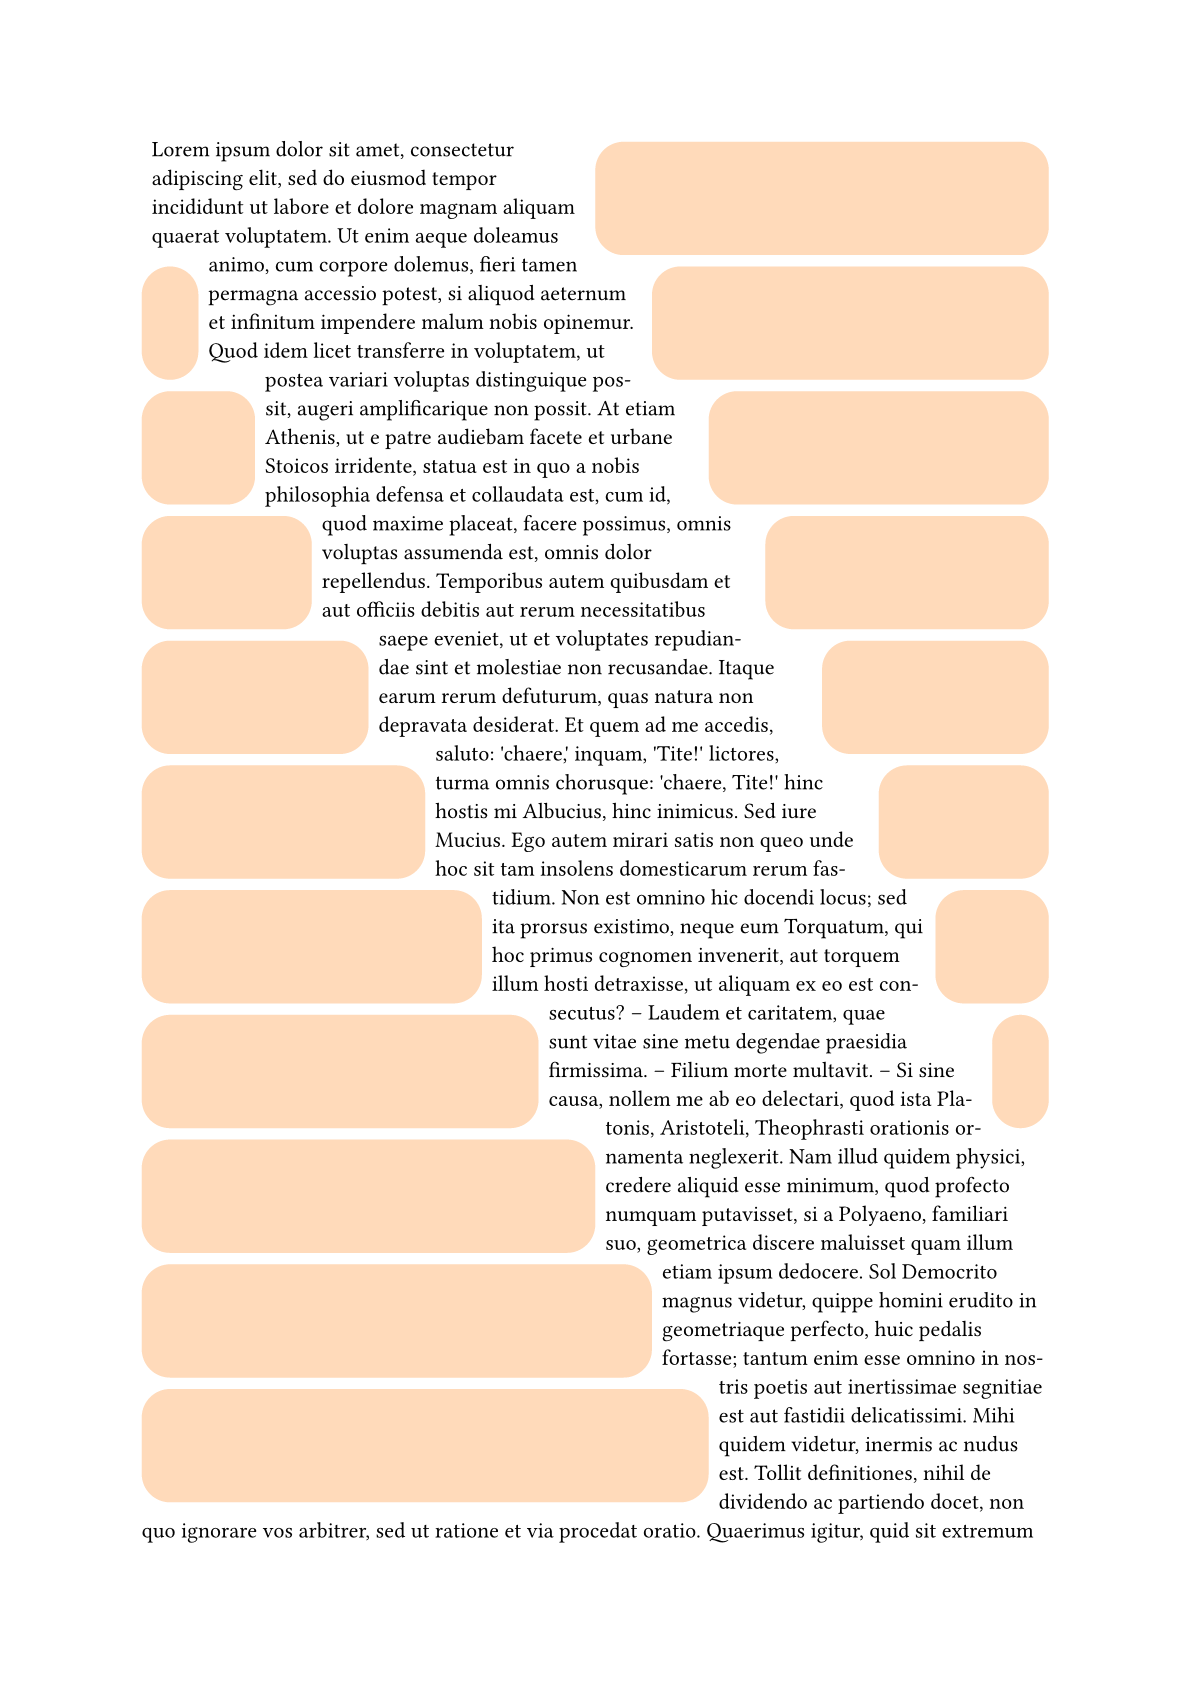 Lorem ipsum dolor sit amet, consectetur
adipiscing elit, sed do eiusmod tempor
incididunt ut labore et dolore magnam aliquam
quaerat voluptatem. Ut enim aeque doleamus
animo, cum corpore dolemus, fieri tamen
permagna accessio potest, si aliquod aeternum
et infinitum impendere malum nobis opinemur.
Quod idem licet transferre in voluptatem, ut
postea variari voluptas distinguique pos-
sit, augeri amplificarique non possit. At etiam
Athenis, ut e patre audiebam facete et urbane
Stoicos irridente, statua est in quo a nobis
philosophia defensa et collaudata est, cum id,
quod maxime placeat, facere possimus, omnis
voluptas assumenda est, omnis dolor
repellendus. Temporibus autem quibusdam et
aut officiis debitis aut rerum necessitatibus
saepe eveniet, ut et voluptates repudian-
dae sint et molestiae non recusandae. Itaque
earum rerum defuturum, quas natura non
depravata desiderat. Et quem ad me accedis,
saluto: 'chaere,' inquam, 'Tite!' lictores,
turma omnis chorusque: 'chaere, Tite!' hinc
hostis mi Albucius, hinc inimicus. Sed iure
Mucius. Ego autem mirari satis non queo unde
hoc sit tam insolens domesticarum rerum fas-
tidium. Non est omnino hic docendi locus; sed
ita prorsus existimo, neque eum Torquatum, qui
hoc primus cognomen invenerit, aut torquem
illum hosti detraxisse, ut aliquam ex eo est con-
secutus? – Laudem et caritatem, quae
sunt vitae sine metu degendae praesidia
firmissima. – Filium morte multavit. – Si sine
causa, nollem me ab eo delectari, quod ista Pla-
tonis, Aristoteli, Theophrasti orationis or-
namenta neglexerit. Nam illud quidem physici,
credere aliquid esse minimum, quod profecto
numquam putavisset, si a Polyaeno, familiari
suo, geometrica discere maluisset quam illum
etiam ipsum dedocere. Sol Democrito
magnus videtur, quippe homini erudito in
geometriaque perfecto, huic pedalis
fortasse; tantum enim esse omnino in nos-
tris poetis aut inertissimae segnitiae
est aut fastidii delicatissimi. Mihi
quidem videtur, inermis ac nudus
est. Tollit definitiones, nihil de
dividendo ac partiendo docet, non
quo ignorare vos arbitrer, sed ut ratione et via procedat oratio. Quaerimus igitur, quid sit extremum